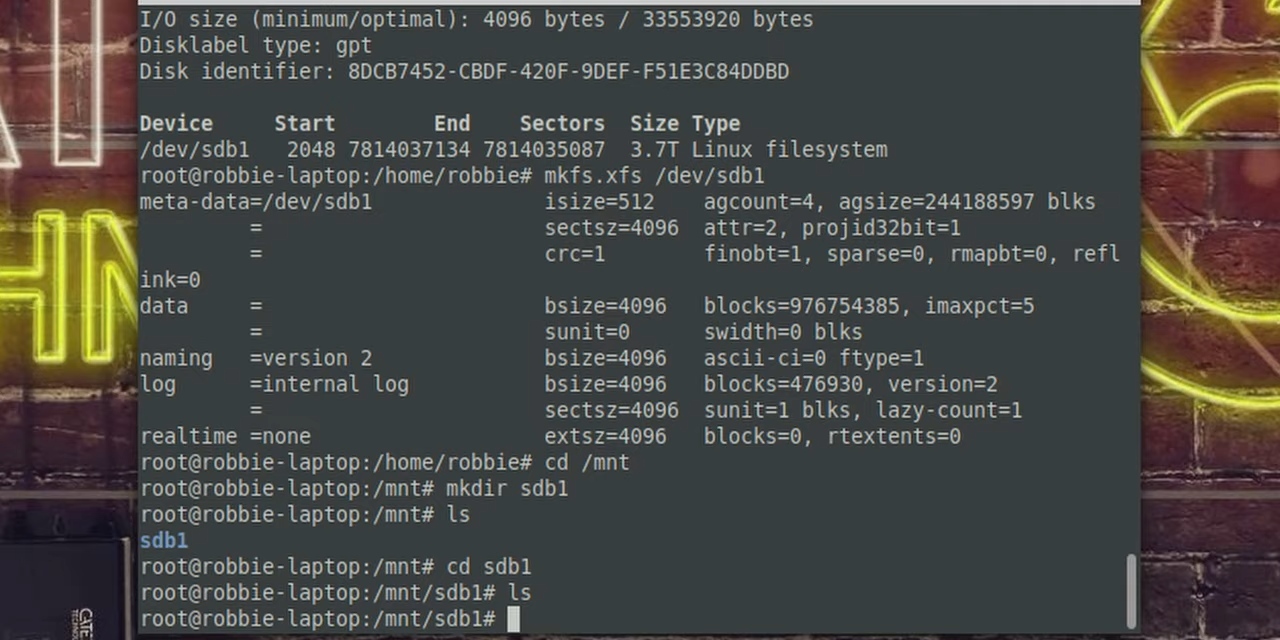 I/O size (minimum/optimal): 4096 bytes / 33553920 bytes
Disklabel type: gpt
Disk identifier: 8DCB7452-CBDF-420F-9DEF-F51E3C84DDBD
Device     Start        End    Sectors  Size Type
/dev/sdb1   2048 7814037134 7814035087  3.7T Linux filesystem
root@robbie-laptop:/home/robbie# mkfs.xfs /dev/sdb1
meta-data=/dev/sdb1              isize=512    agcount=4, agsize=244188597 blks
         =                       sectsz=4096  attr=2, projid32bit=1
         =                       crc=1        finobt=1, sparse=0, rmapbt=0, refl
ink=0
data     =                       bsize=4096   blocks=976754385, imaxpct=5
         =                       sunit=0      swidth=0 blks
naming   =version 2              bsize=4096   ascii-ci=0 ftype=1
log      =internal log           bsize=4096   blocks=476930, version=2
         =                       sectsz=4096  sunit=1 blks, lazy-count=1
realtime =none                   extsz=4096   blocks=0, rtextents=0
root@robbie-laptop:/home/robbie# cd /mnt
root@robbie-laptop:/mnt# mkdir sdb1
root@robbie-laptop:/mnt# ls
sdb1
root@robbie-laptop:/mnt# cd sdb1
root@robbie-laptop:/mnt/sdb1# ls
root@robbie-laptop:/mnt/sdb1#